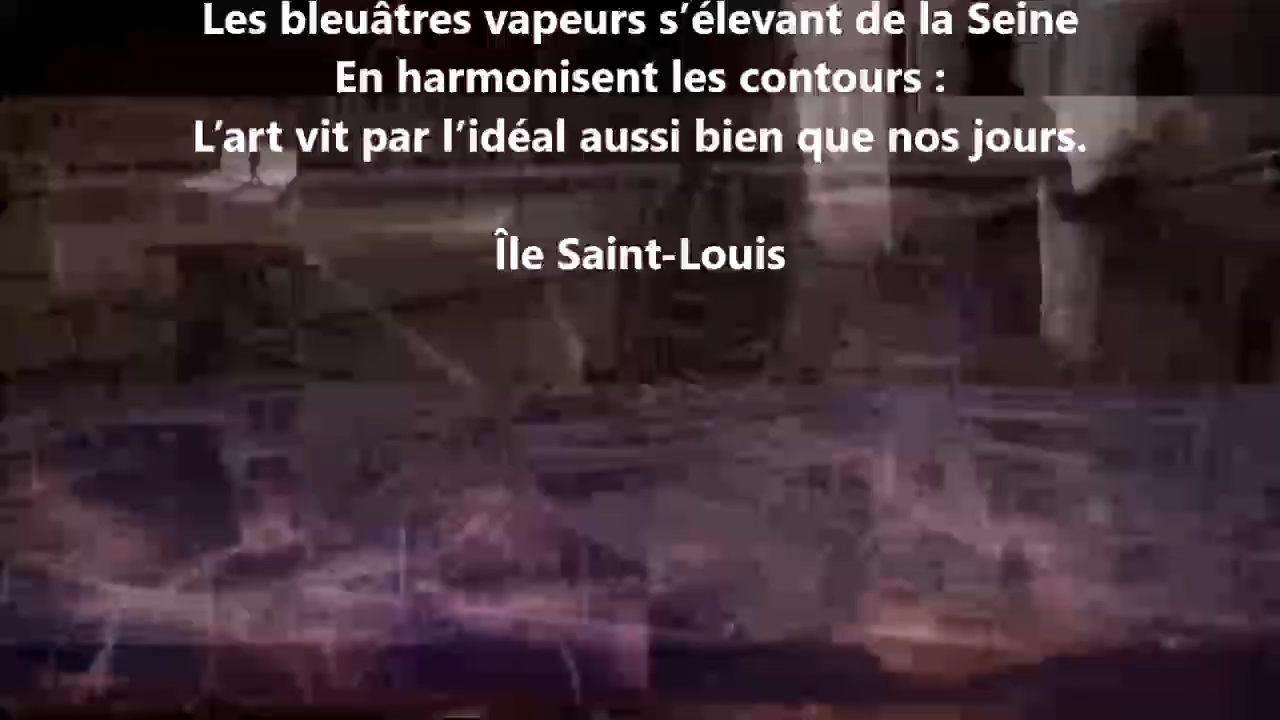 Les bleuâtres vapeurs s’élevant de la Seine
En harmonisent les contours :
L’art vit par l’idéal aussi bien que nos jours.
Île Saint-Louis